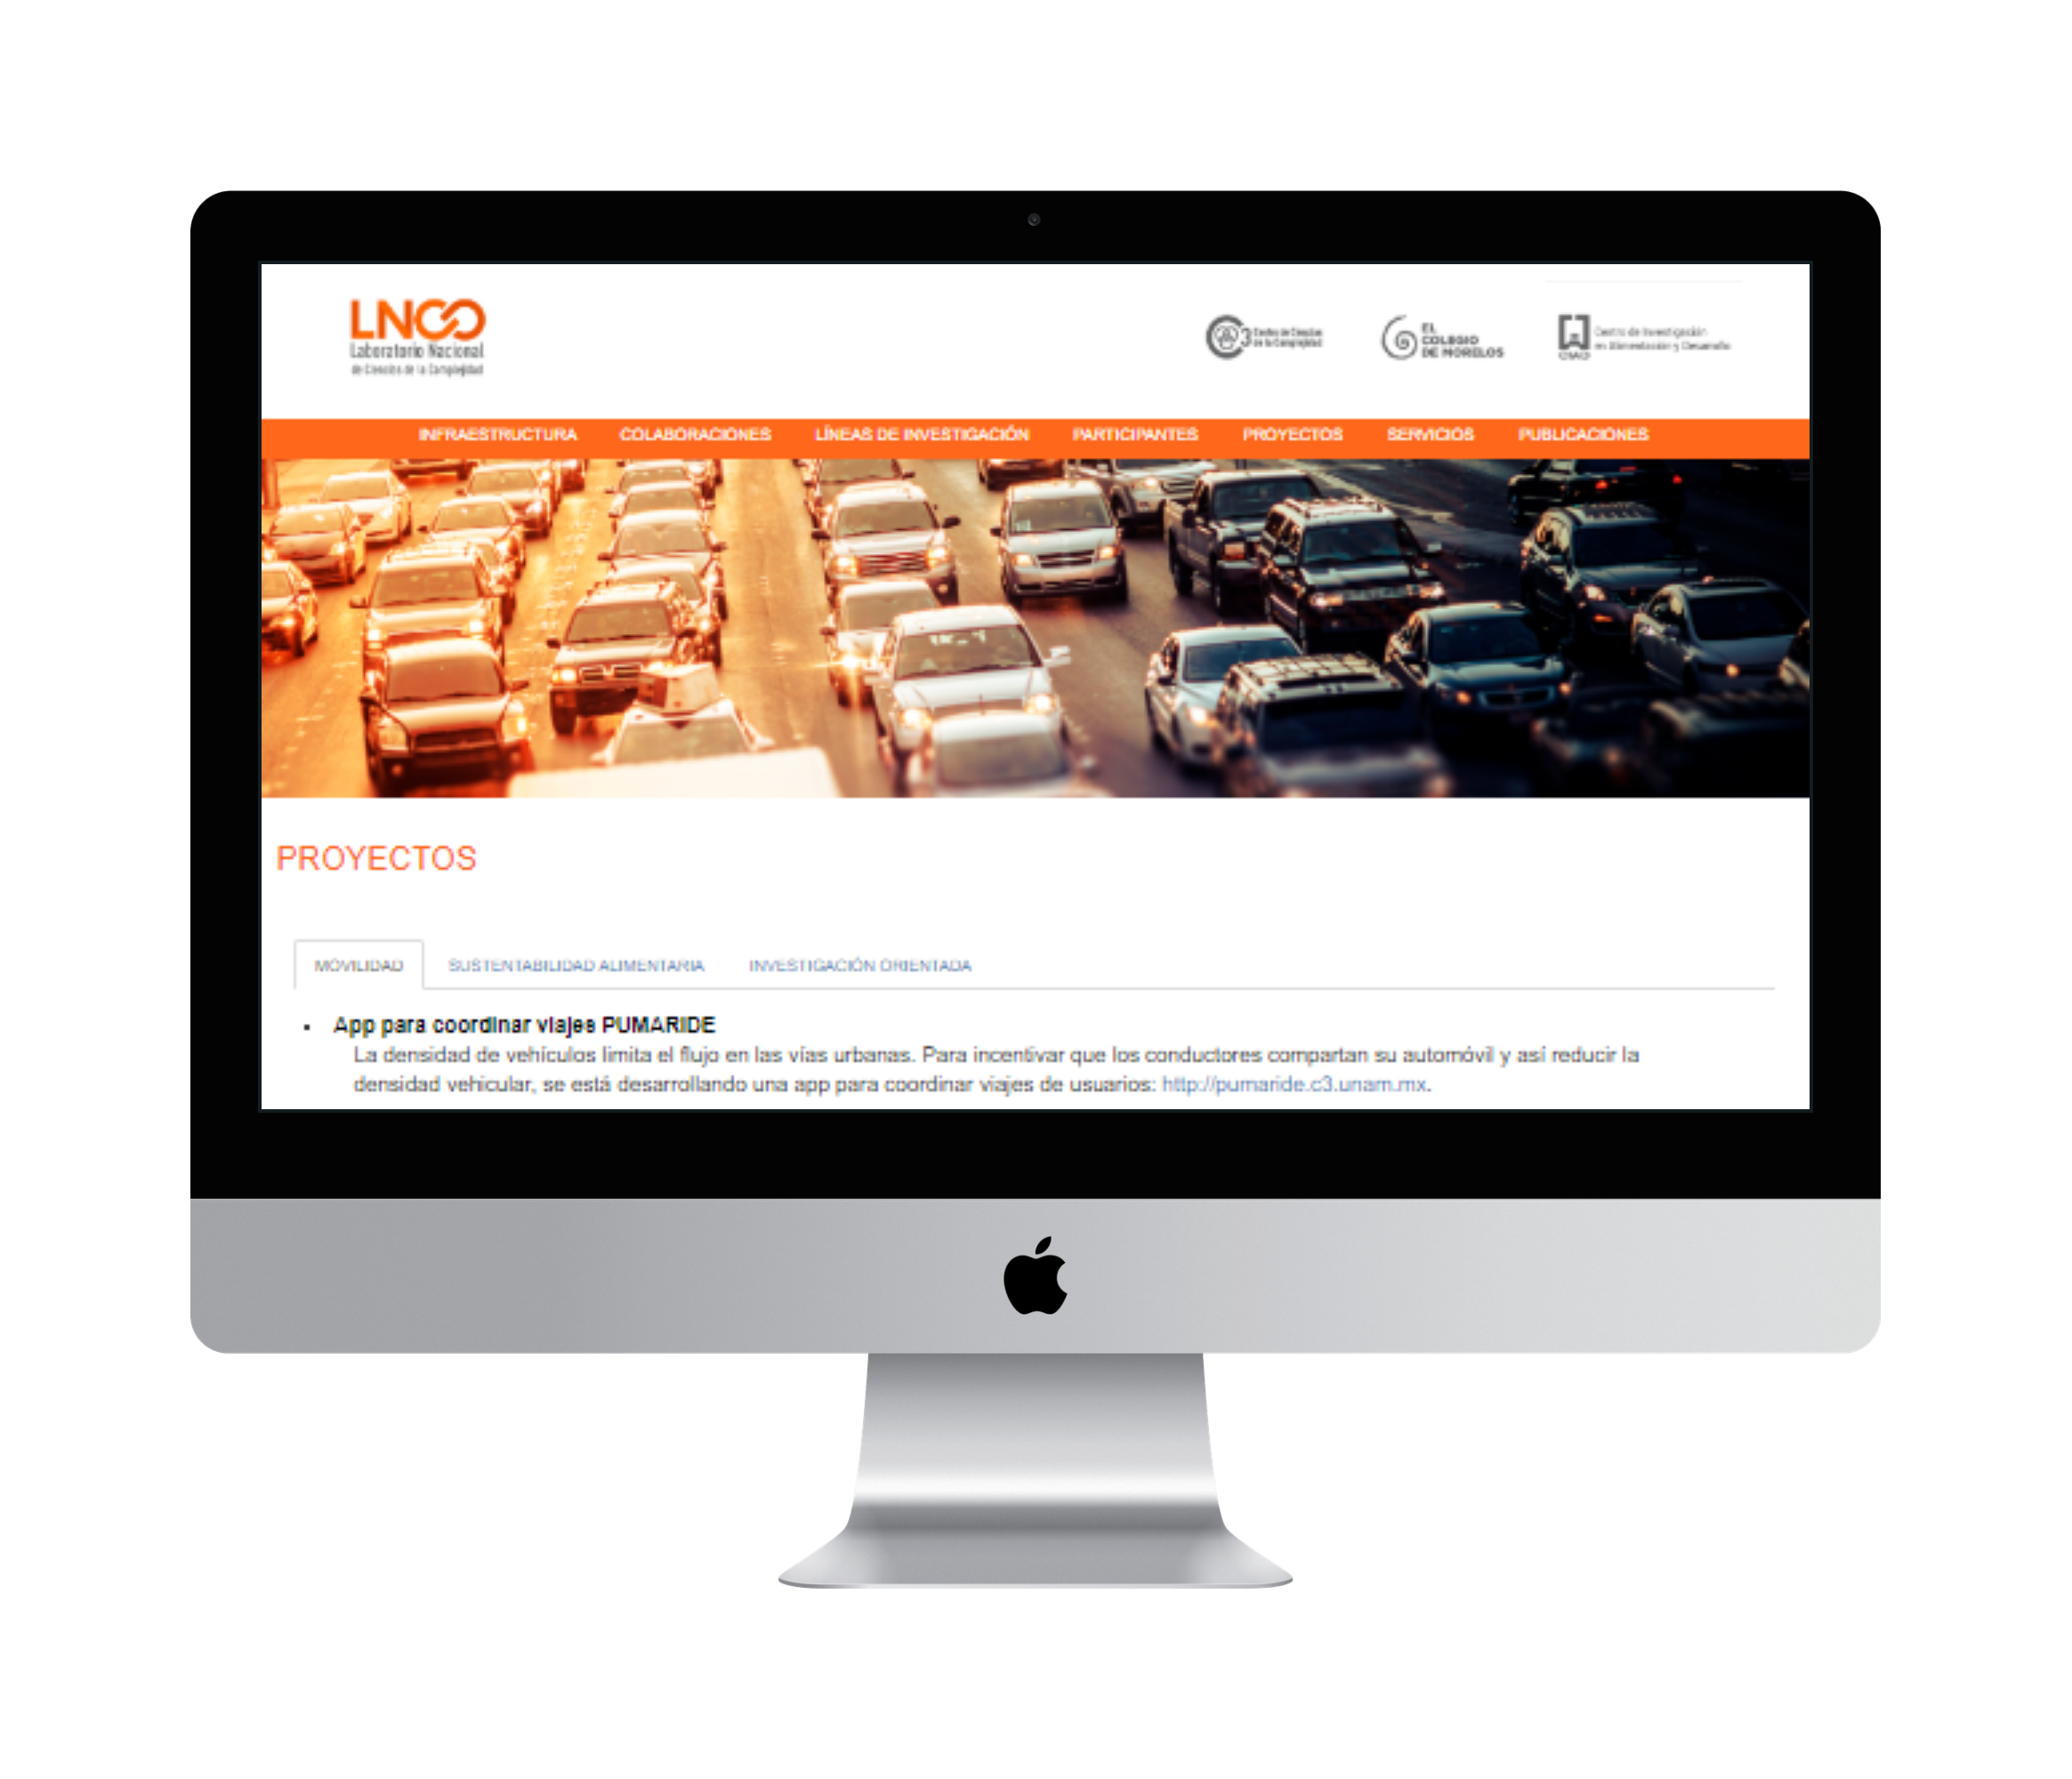 LNCC
Laboratorio Nacional
de Ciencias de la Complejidad
C3 Centro de Ciencias
de la Complejidad
EL
COLEGIO
DE MORELOS
CIAD
Centro de Investigación
en Alimentación y Desarrollo
INFRAESTRUCTURA COLABORACIONES LÍNEAS DE INVESTIGACIÓN PARTICIPANTES PROYECTOS SERVICIOS PUBLICACIONES
PROYECTOS
MOVILIDAD SUSTENTABILIDAD ALIMENTARIA INVESTIGACIÓN ORIENTADA
▪ App para coordinar viajes PUMARIDE
La densidad de vehículos limita el flujo en las vías urbanas. Para incentivar que los conductores compartan su automóvil y así reducir la
densidad vehicular, se está desarrollando una app para coordinar viajes de usuarios: http://pumaride.c3.unam.mx.